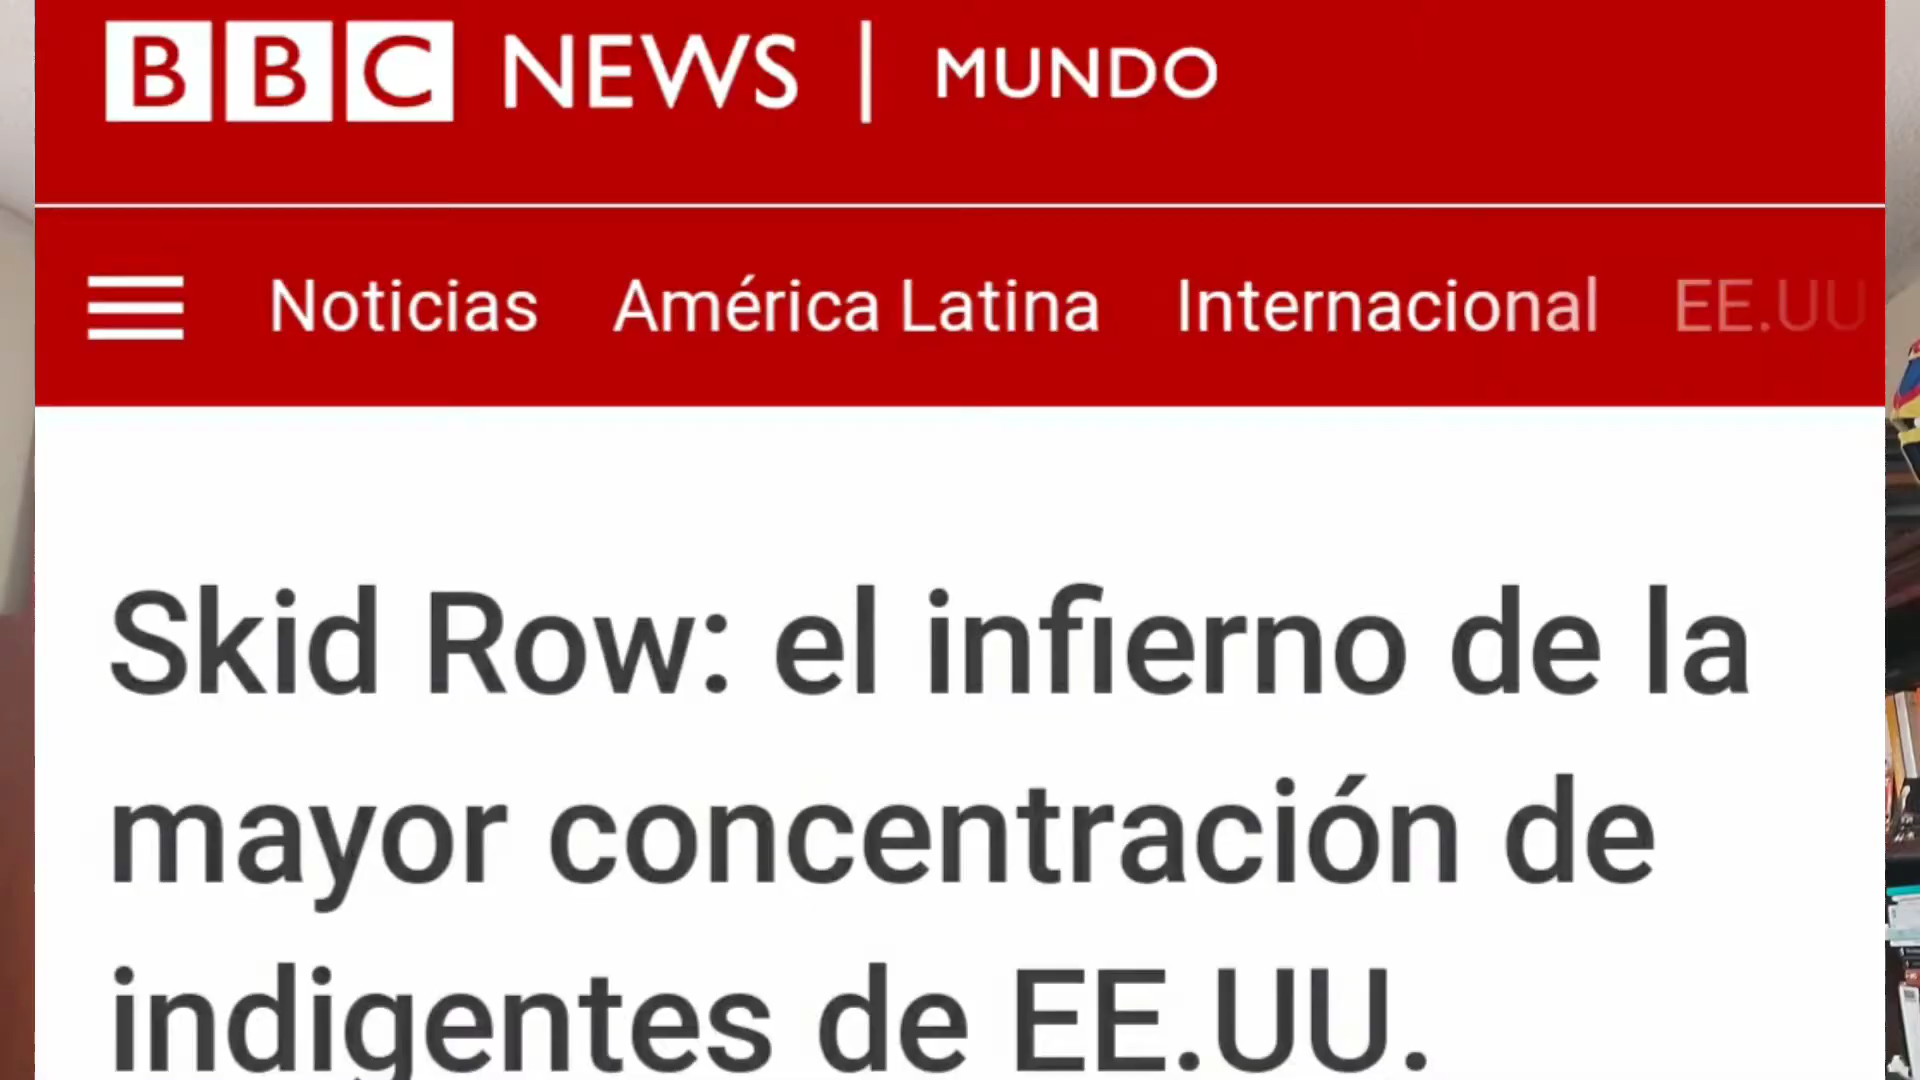 BBC NEWS | MUNDO
Noticias América Latina Internacional EE.UU
Skid Row: el infierno de la
mayor concentración de
indigentes de EE.UU.